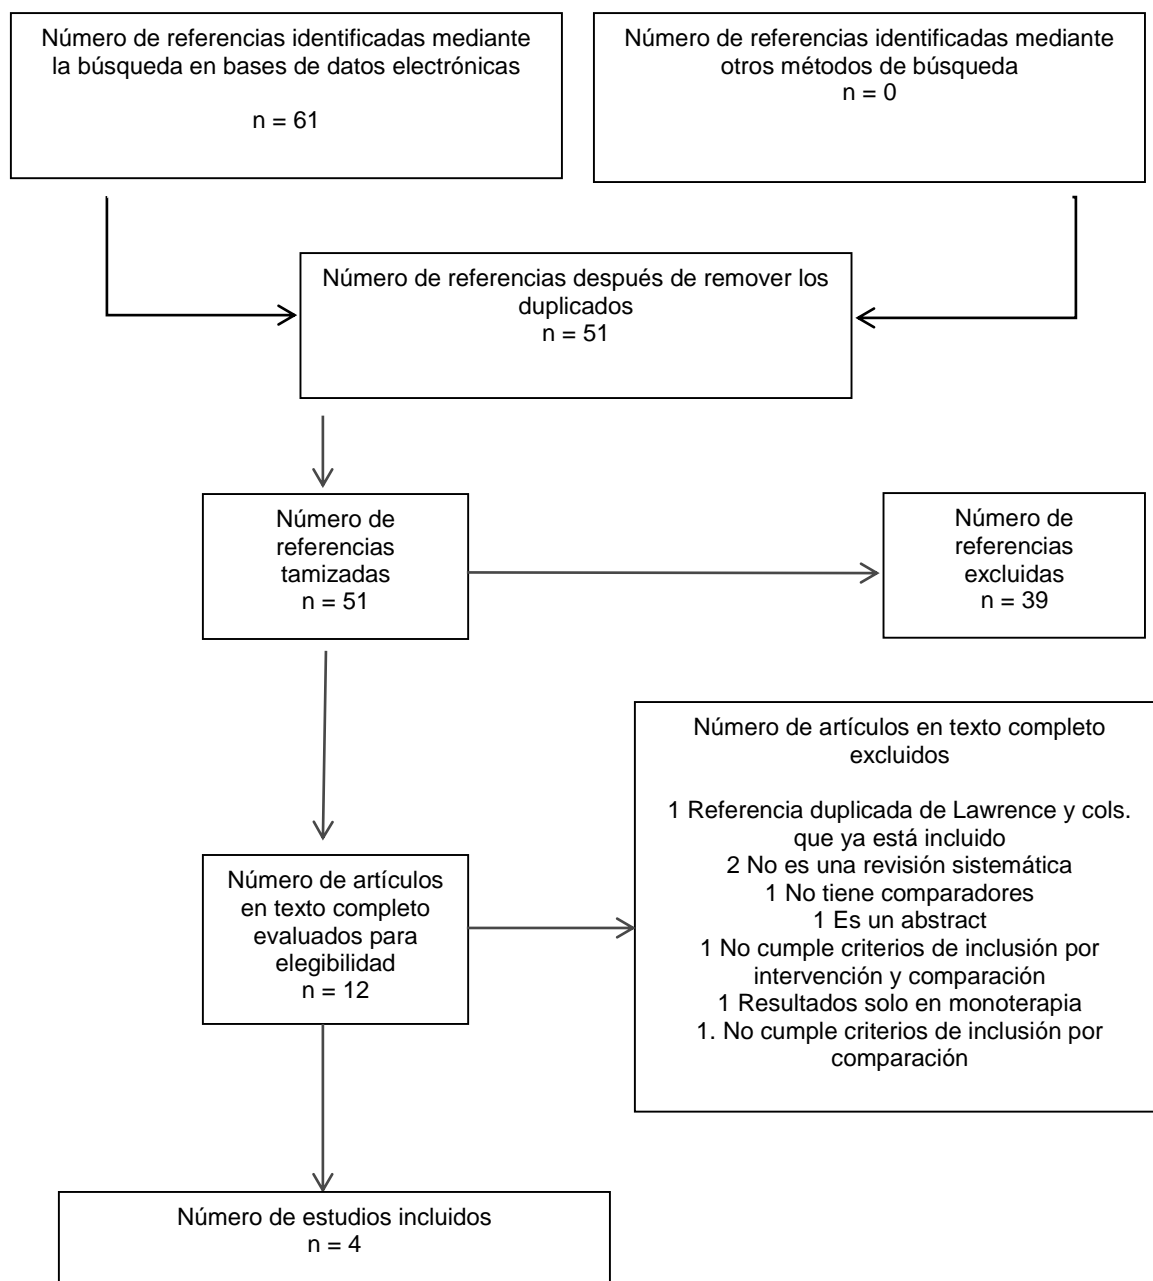 Número de referencias identificadas mediante
la búsqueda en bases de datos electrónicas
n = 61
Número de referencias identificadas mediante
otros métodos de búsqueda
n = 0
Número de referencias después de remover los
duplicados
n = 51
Número de
referencias
tamizadas
n = 51
Número de
referencias
excluidas
n = 39
Número de artículos
en texto completo
evaluados para
elegibilidad
n = 12
Número de artículos en texto completo
excluidos
1 Referencia duplicada de Lawrence y cols.
que ya está incluido
2 No es una revisión sistemática
1 No tiene comparadores
1 Es un abstract
1 No cumple criterios de inclusión por
intervención y comparación
1 Resultados solo en monoterapia
1. No cumple criterios de inclusión por
comparación
Número de estudios incluidos
n = 4